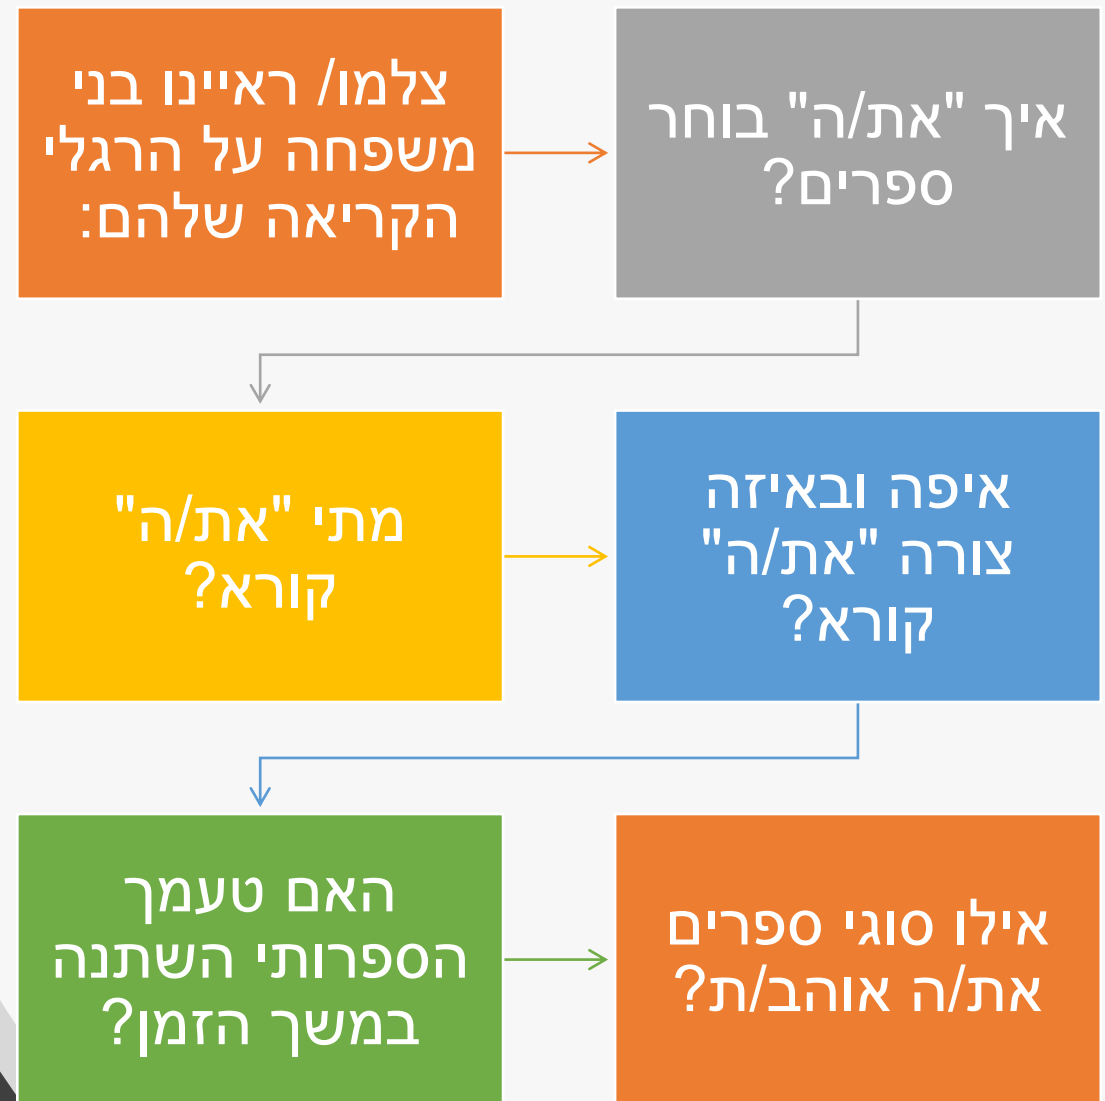 צלמו/ ראיינו בני
משפחה על הרגלי
הקריאה שלהם:
איך "את/ה" בוחר
ספרים?
מתי "את/ה"
קורא?
איפה ובאיזה
צורה "את/ה"
קורא?
האם טעמך
הספרותי השתנה
במשך הזמן?
אילו סוגי ספרים
את/ה אוהב/ת?